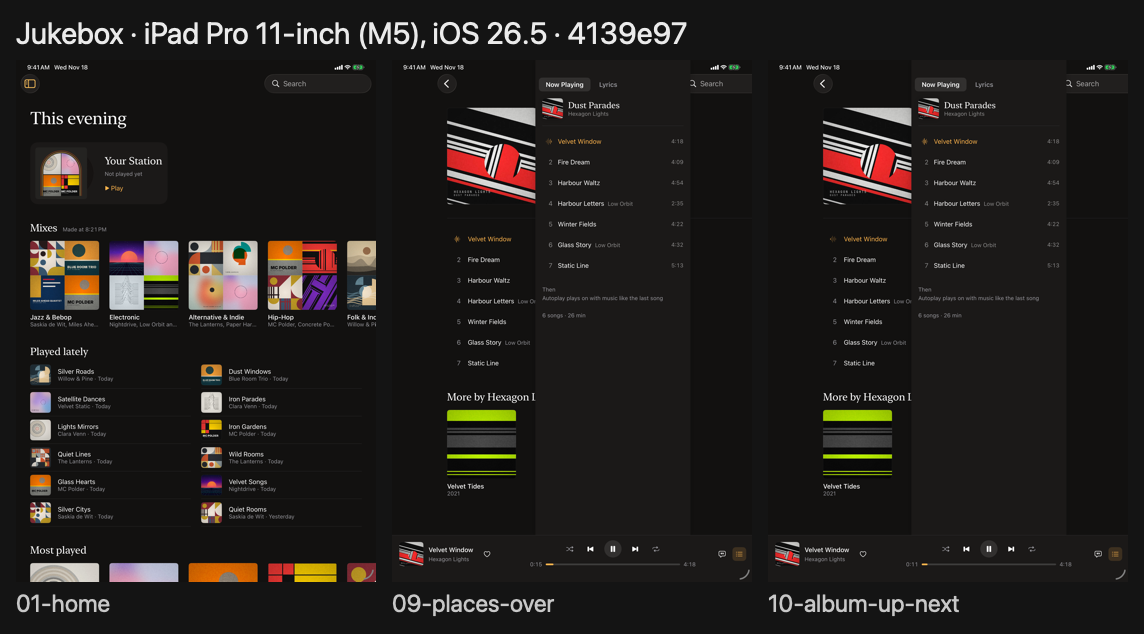 Jukebox · iPad Pro 11-inch (M5), iOS 26.5 · 4139e97
9:41 AM Wed Nov 18
Search
This evening
Your Station
Not played yet
Play
Mixes Made at 8:21 PM
BLUE ROOM TRIO
MC POLDER
MC POLDER
Jazz & Bebop
Saskia de Wit, Miles Ahe...
Electronic
Nightdrive, Low Orbit an...
Alternative & Indie
The Lanterns, Paper Har...
Hip-Hop
MC Polder, Concrete Po...
Folk & Ind
Willow & Pi
Played lately
Silver Roads
Willow & Pine · Today
Dust Windows
Blue Room Trio · Today
Satellite Dances
Velvet Static · Today
Iron Parades
Clara Venn · Today
Lights Mirrors
Clara Venn · Today
Iron Gardens
MC Polder · Today
Quiet Lines
The Lanterns · Today
Wild Rooms
The Lanterns · Today
Glass Hearts
MC Polder · Today
Velvet Songs
Nightdrive · Today
Silver Citys
Saskia de Wit · Today
Quiet Rooms
Saskia de Wit · Yesterday
Most played
01-home
9:41 AM Wed Nov 18
Search
HEXAGON LIGHTS
DUST PARADES
Velvet Window
2 Fire Dream
3 Harbour Waltz
4 Harbour Letters Low O
5 Winter Fields
6 Glass Story Low Orbit
7 Static Line
More by Hexagon L
Velvet Tides
2021
Now Playing Lyrics
Dust Parades
Hexagon Lights
Velvet Window 4:18
2 Fire Dream 4:09
3 Harbour Waltz 4:54
4 Harbour Letters Low Orbit 2:35
5 Winter Fields 4:22
6 Glass Story Low Orbit 4:32
7 Static Line 5:13
Then
Autoplay plays on with music like the last song
6 songs · 26 min
Velvet Window
Hexagon Lights
0:15 4:18
09-places-over
9:41 AM Wed Nov 18
Search
HEXAGON LIGHTS
DUST PARADES
Velvet Window
2 Fire Dream
3 Harbour Waltz
4 Harbour Letters Low O
5 Winter Fields
6 Glass Story Low Orbit
7 Static Line
More by Hexagon L
Velvet Tides
2021
Now Playing Lyrics
Dust Parades
Hexagon Lights
Velvet Window 4:18
2 Fire Dream 4:09
3 Harbour Waltz 4:54
4 Harbour Letters Low Orbit 2:35
5 Winter Fields 4:22
6 Glass Story Low Orbit 4:32
7 Static Line 5:13
Then
Autoplay plays on with music like the last song
6 songs · 26 min
Velvet Window
Hexagon Lights
0:11 4:18
10-album-up-next